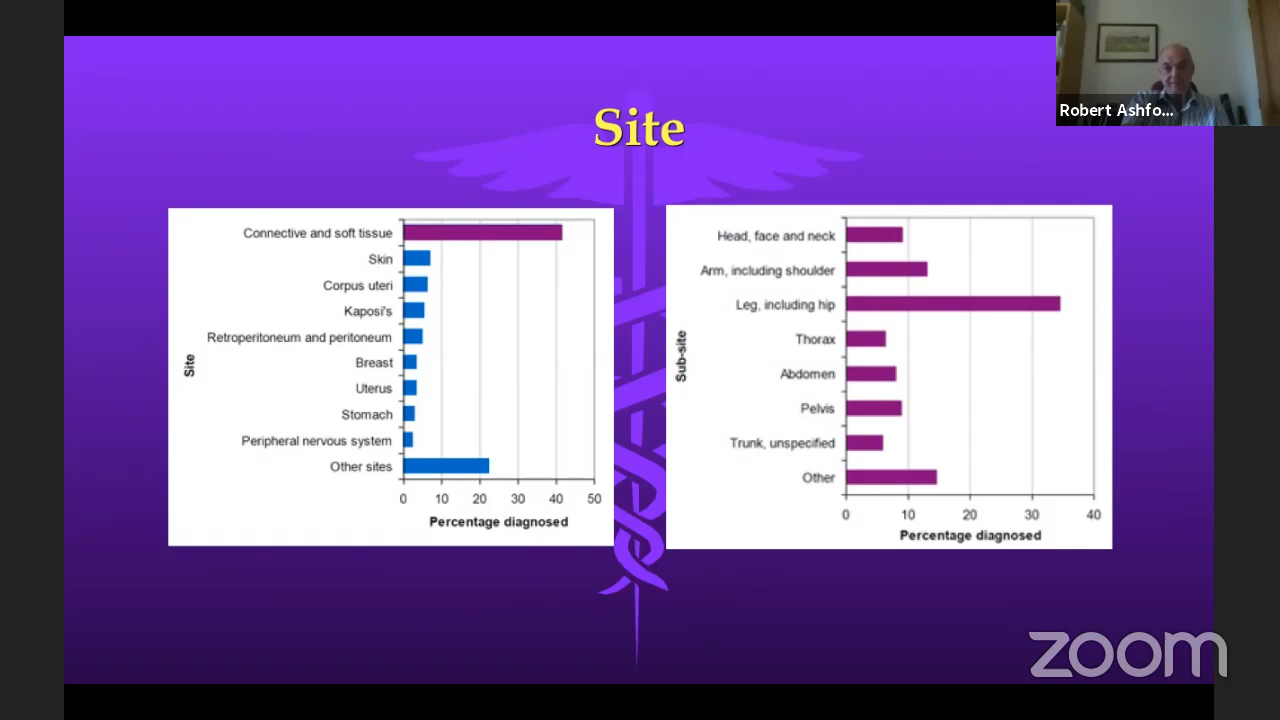 Robert Ashfo...
Site
Connective and soft tissue
Skin
Corpus uteri
Kaposi's
Retroperitoneum and peritoneum
Breast
Uterus
Stomach
Peripheral nervous system
Other sites
Site
0 10 20 30 40 50
Percentage diagnosed
Head, face and neck
Arm, including shoulder
Leg, including hip
Thorax
Abdomen
Pelvis
Trunk, unspecified
Other
Sub-site
0 10 20 30 40
Percentage diagnosed
zoom